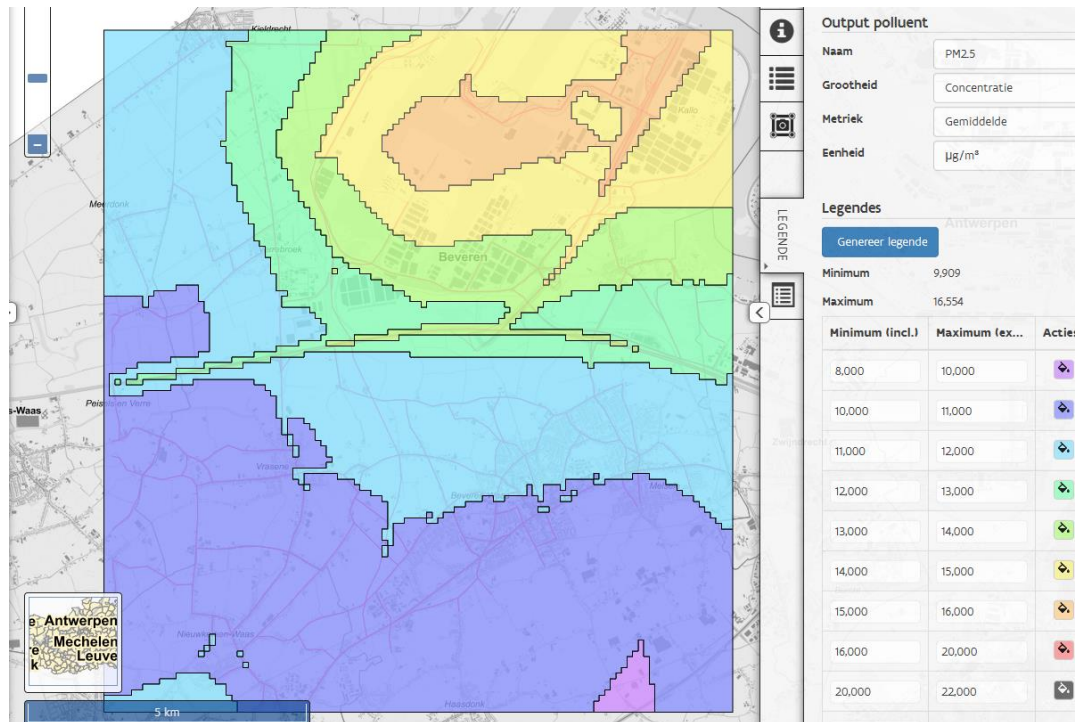 Kieldrecht
Kallo
Meerdonk
Beveren
s-Waas
Vrasene
Nieuwkerken-Waas
Haasdonk
e Antwerpen
Mechelen
Leuve
k
5 km
LEGENDE
Output polluent
Naam
PM2.5
Grootheid
Concentratie
Metriek
Gemiddelde
Eenheid
µg/m³
Legendes
Antwerpen
Genereer legende
Minimum
9,909
Maximum
16,554
Minimum (incl.) Maximum (ex... Acties
8,000 10,000
10,000 11,000
11,000 12,000
12,000 13,000
13,000 14,000
14,000 15,000
15,000 16,000
16,000 20,000
20,000 22,000